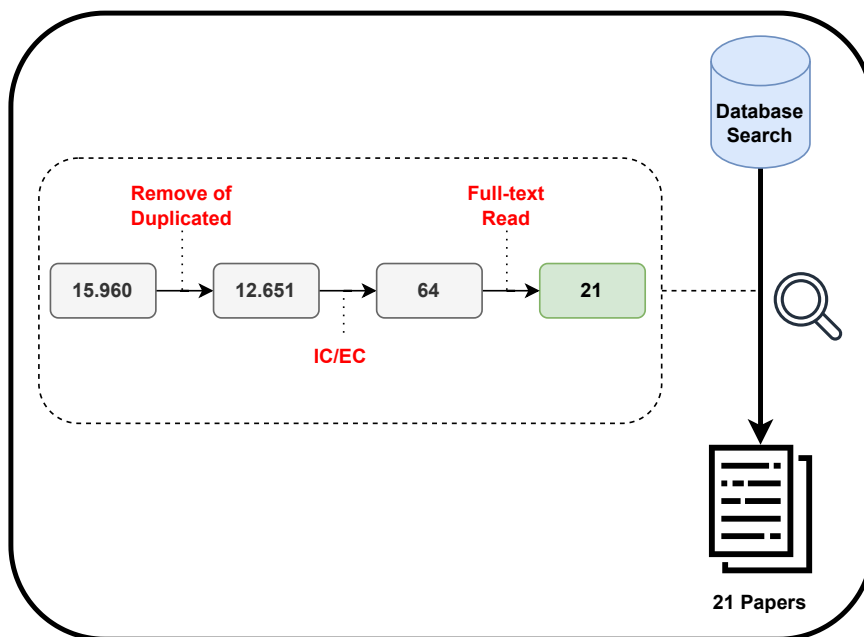 Database
Search
Remove of
Duplicated
Full-text
Read
15.960
12.651
64
21
IC/EC
21 Papers